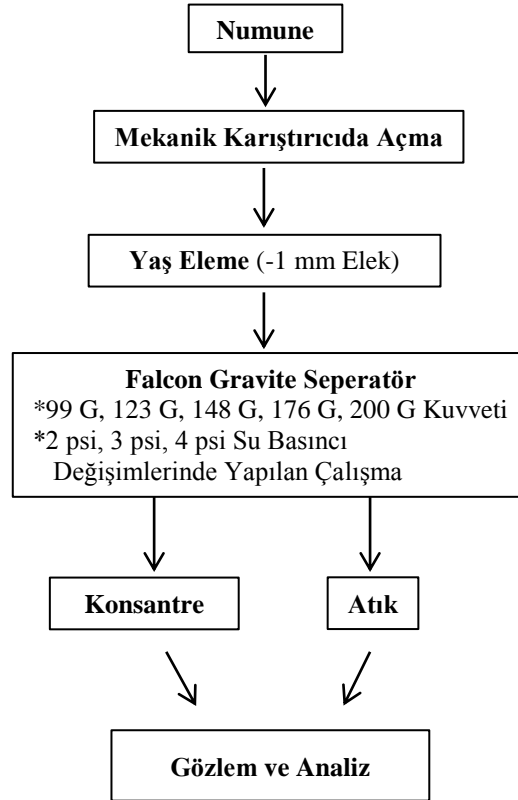 Numune
Mekanik Karıştırıcıda Açma
Yaş Eleme (-1 mm Elek)
Falcon Gravite Seperatör
*99 G, 123 G, 148 G, 176 G, 200 G Kuvveti
*2 psi, 3 psi, 4 psi Su Basıncı
Değişimlerinde Yapılan Çalışma
Konsantre
Atık
Gözlem ve Analiz